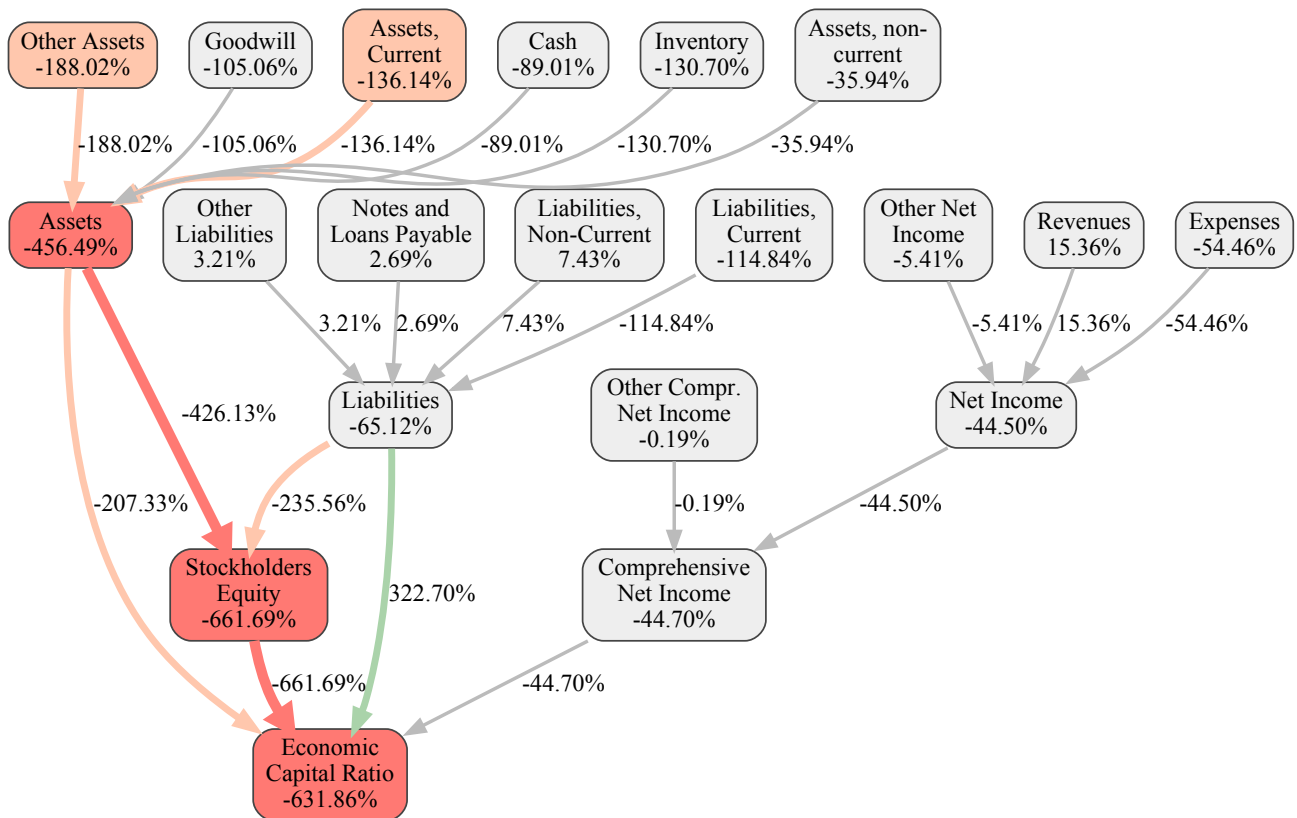 Other Assets
-188.02%
Goodwill
-105.06%
Assets,
Current
-136.14%
Cash
-89.01%
Inventory
-130.70%
Assets, non-
current
-35.94%
-188.02%
-105.06%
-136.14%
-89.01%
-130.70%
-35.94%
Assets
-456.49%
Other
Liabilities
3.21%
Notes and
Loans Payable
2.69%
Liabilities,
Non-Current
7.43%
Liabilities,
Current
-114.84%
Other Net
Income
-5.41%
Revenues
15.36%
Expenses
-54.46%
3.21%
2.69%
7.43%
-114.84%
-5.41%
15.36%
-54.46%
-426.13%
Liabilities
-65.12%
Other Compr.
Net Income
-0.19%
Net Income
-44.50%
-207.33%
-235.56%
-0.19%
-44.50%
Stockholders
Equity
-661.69%
322.70%
Comprehensive
Net Income
-44.70%
-661.69%
-44.70%
Economic
Capital Ratio
-631.86%